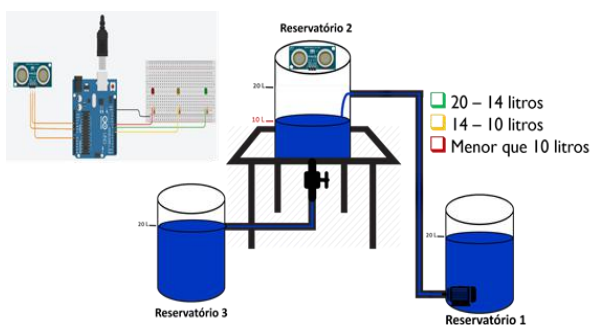 Reservatório 2
20 L
10 L
20 – 14 litros
14 – 10 litros
Menor que 10 litros
20 L
20 L
Reservatório 3
Reservatório 1